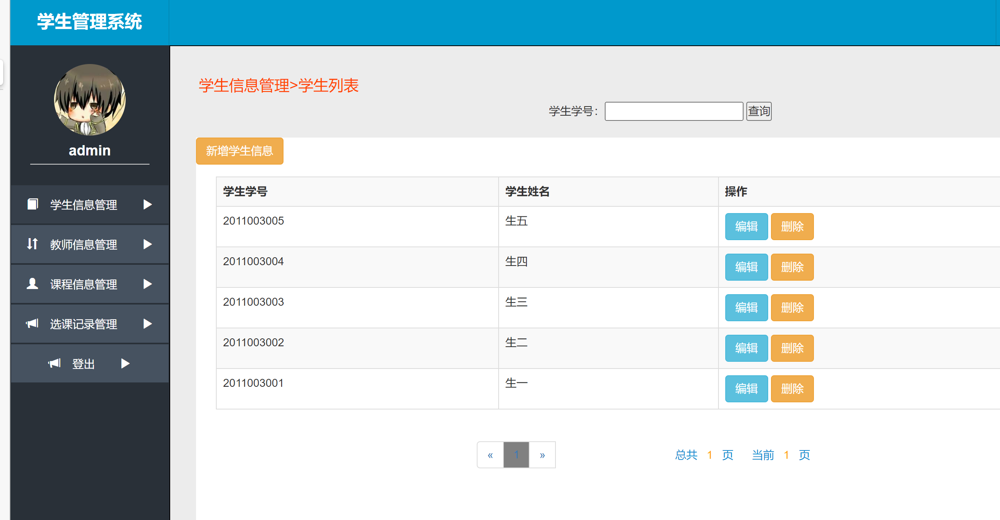 学生管理系统
admin
学生信息管理
教师信息管理
课程信息管理
选课记录管理
登出
学生信息管理>学生列表
学生学号： 查询
新增学生信息
学生学号 学生姓名 操作
2011003005 生五 编辑 删除
2011003004 生四 编辑 删除
2011003003 生三 编辑 删除
2011003002 生二 编辑 删除
2011003001 生一 编辑 删除
« 1 » 总共 1 页 当前 1 页